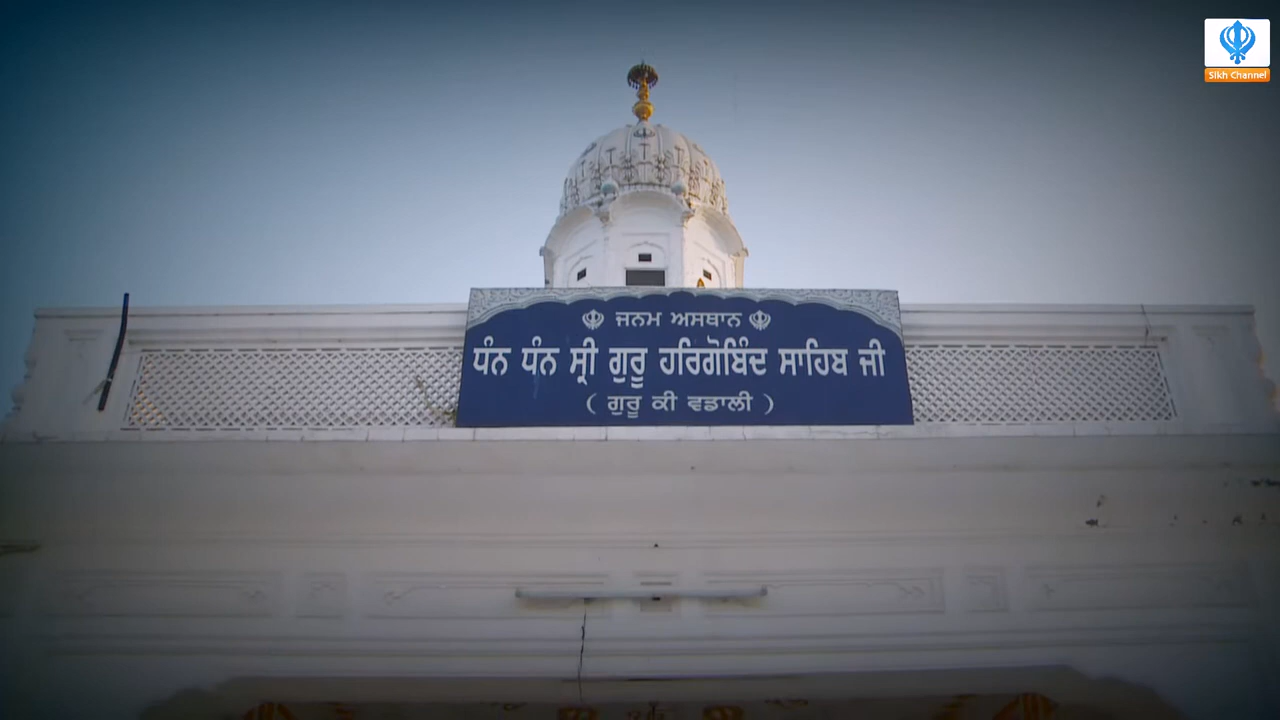 Sikh Channel
ਜਨਮ ਅਸਥਾਨ
ਧੰਨ ਧੰਨ ਸ੍ਰੀ ਗੁਰੂ ਹਰਿਗੋਬਿੰਦ ਸਾਹਿਬ ਜੀ
( ਗੁਰੂ ਕੀ ਵਡਾਲੀ )